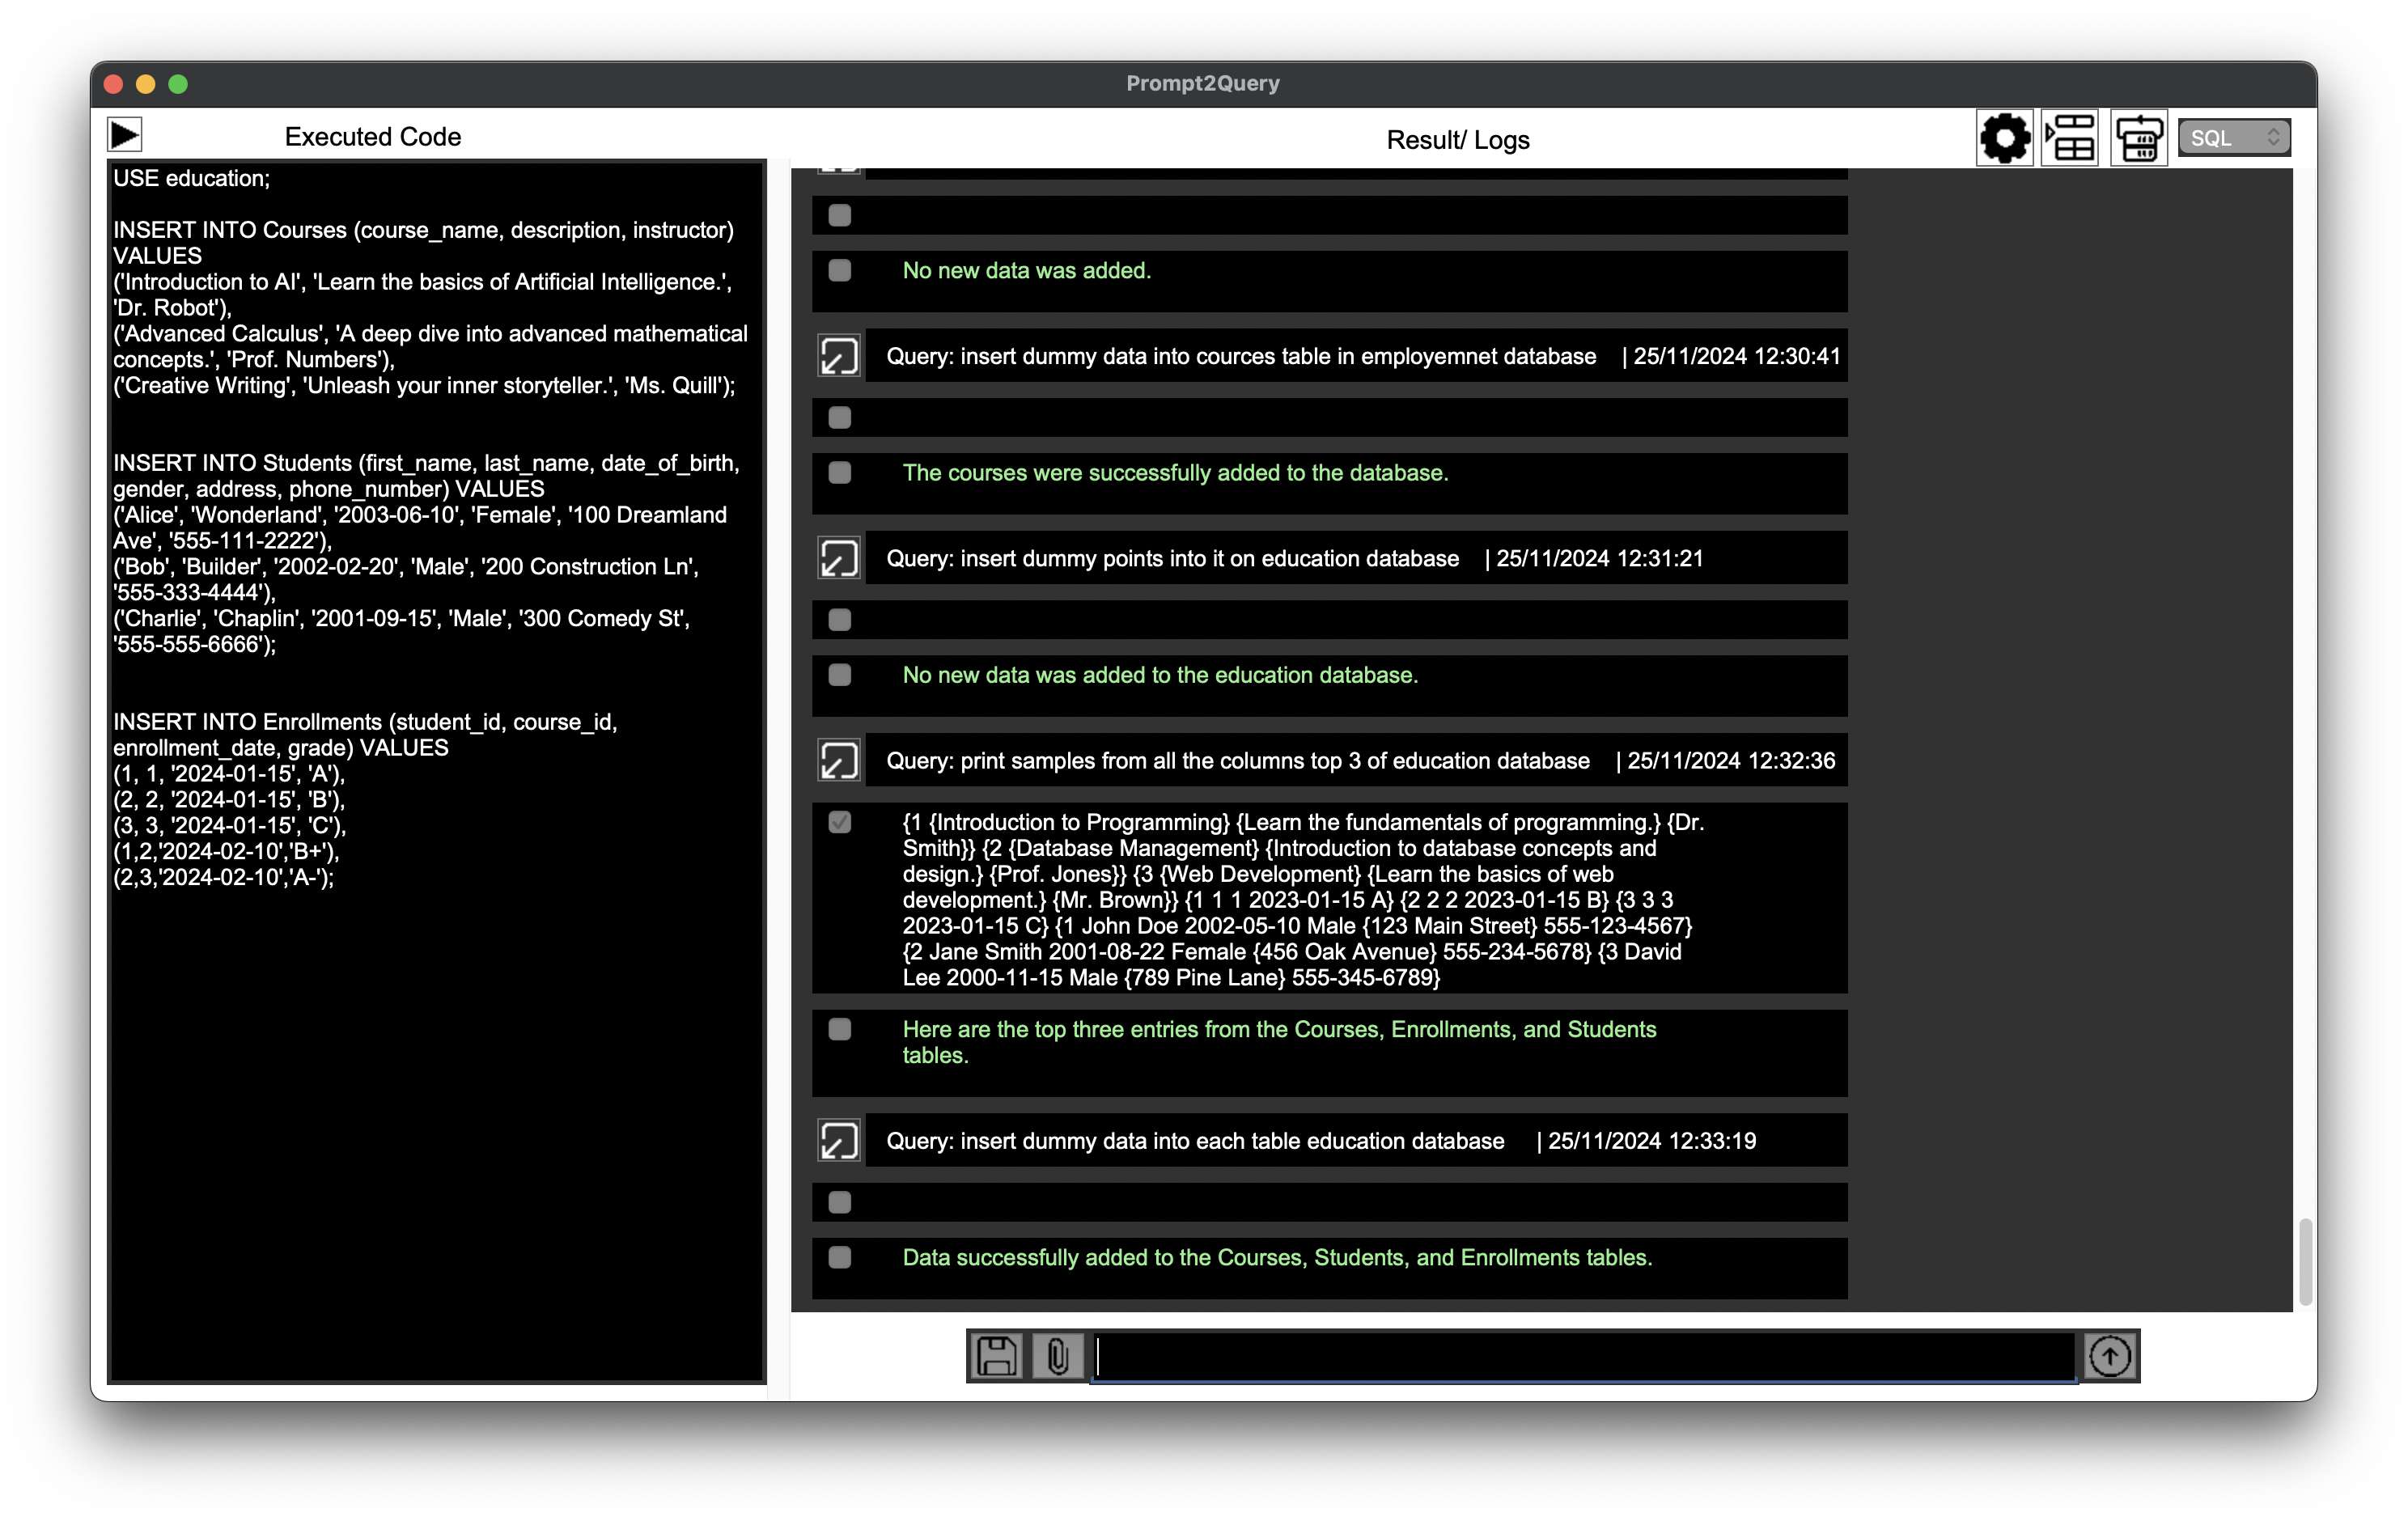 Prompt2Query
Executed Code
Result/ Logs
SQL
USE education;
INSERT INTO Courses (course_name, description, instructor)
VALUES
('Introduction to AI', 'Learn the basics of Artificial Intelligence.',
'Dr. Robot'),
('Advanced Calculus', 'A deep dive into advanced mathematical
concepts.', 'Prof. Numbers'),
('Creative Writing', 'Unleash your inner storyteller.', 'Ms. Quill');
INSERT INTO Students (first_name, last_name, date_of_birth,
gender, address, phone_number) VALUES
('Alice', 'Wonderland', '2003-06-10', 'Female', '100 Dreamland
Ave', '555-111-2222'),
('Bob', 'Builder', '2002-02-20', 'Male', '200 Construction Ln',
'555-333-4444'),
('Charlie', 'Chaplin', '2001-09-15', 'Male', '300 Comedy St',
'555-555-6666');
INSERT INTO Enrollments (student_id, course_id,
enrollment_date, grade) VALUES
(1, 1, '2024-01-15', 'A'),
(2, 2, '2024-01-15', 'B'),
(3, 3, '2024-01-15', 'C'),
(1,2,'2024-02-10','B+'),
(2,3,'2024-02-10','A-');
No new data was added.
Query: insert dummy data into cources table in employemnet database | 25/11/2024 12:30:41
The courses were successfully added to the database.
Query: insert dummy points into it on education database | 25/11/2024 12:31:21
No new data was added to the education database.
Query: print samples from all the columns top 3 of education database | 25/11/2024 12:32:36
{1 {Introduction to Programming} {Learn the fundamentals of programming.} {Dr.
Smith}} {2 {Database Management} {Introduction to database concepts and
design.} {Prof. Jones}} {3 {Web Development} {Learn the basics of web
development.} {Mr. Brown}} {1 1 1 2023-01-15 A} {2 2 2 2023-01-15 B} {3 3 3
2023-01-15 C} {1 John Doe 2002-05-10 Male {123 Main Street} 555-123-4567}
{2 Jane Smith 2001-08-22 Female {456 Oak Avenue} 555-234-5678} {3 David
Lee 2000-11-15 Male {789 Pine Lane} 555-345-6789}
Here are the top three entries from the Courses, Enrollments, and Students
tables.
Query: insert dummy data into each table education database | 25/11/2024 12:33:19
Data successfully added to the Courses, Students, and Enrollments tables.